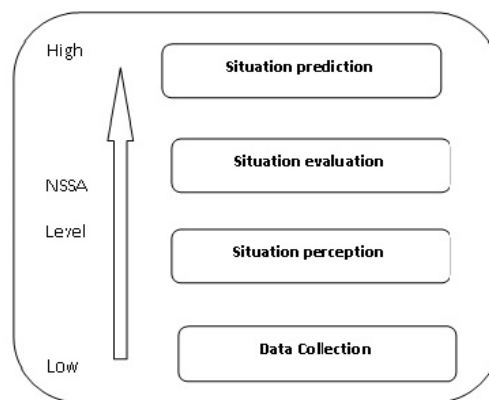 High
Situation prediction
Situation evaluation
NSSA
Level
Situation perception
Data Collection
Low